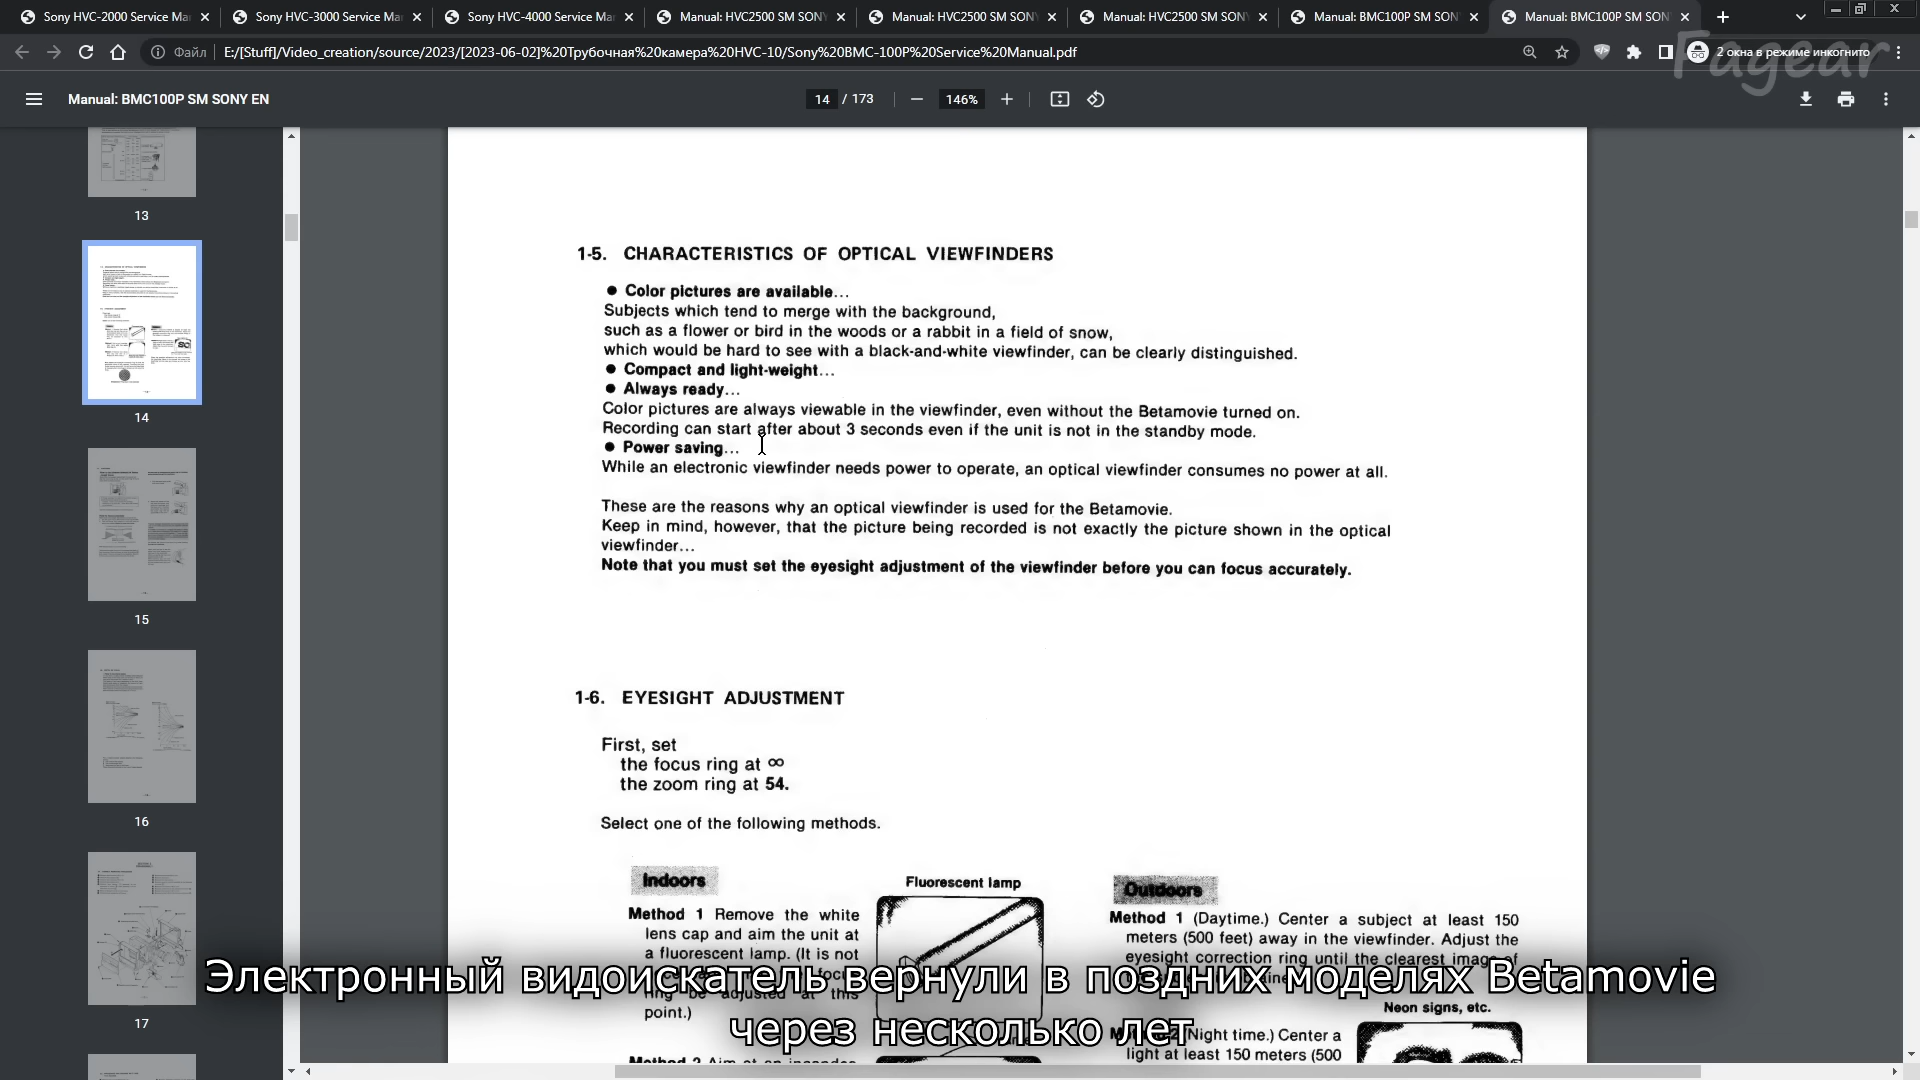 Sony HVC-2000 Service Ma
Sony HVC-3000 Service Ma
Sony HVC-4000 Service Ma
Manual: HVC2500 SM SONY
Manual: HVC2500 SM SONY
Manual: HVC2500 SM SONY
Manual: BMC100P SM SONY
Manual: BMC100P SM SONY
Файл E:/[Stuff]/Video_creation/source/2023/[2023-06-02]%20Трубочная%20камера%20HVC-10/Sony%20BMC-100P%20Service%20Manual.pdf
2 окна в режиме инкогнито
Fagear
Manual: BMC100P SM SONY EN
14 / 173
146%
13
14
15
16
17
1-5. CHARACTERISTICS OF OPTICAL VIEWFINDERS
● Color pictures are available...
Subjects which tend to merge with the background,
such as a flower or bird in the woods or a rabbit in a field of snow,
which would be hard to see with a black-and-white viewfinder, can be clearly distinguished.
● Compact and light-weight...
● Always ready...
Color pictures are always viewable in the viewfinder, even without the Betamovie turned on.
Recording can start after about 3 seconds even if the unit is not in the standby mode.
● Power saving...
While an electronic viewfinder needs power to operate, an optical viewfinder consumes no power at all.
These are the reasons why an optical viewfinder is used for the Betamovie.
Keep in mind, however, that the picture being recorded is not exactly the picture shown in the optical
viewfinder...
Note that you must set the eyesight adjustment of the viewfinder before you can focus accurately.
1-6. EYESIGHT ADJUSTMENT
First, set
the focus ring at ∞
the zoom ring at 54.
Select one of the following methods.
Indoors
Method 1 Remove the white
lens cap and aim the unit at
a fluorescent lamp. (It is not
ring be adjusted at this
point.)
Fluorescent lamp
Outdoors
Method 1 (Daytime.) Center a subject at least 150
meters (500 feet) away in the viewfinder. Adjust the
eyesight correction ring until the clearest image of
Neon signs, etc.
(Night time.) Center a
light at least 150 meters (500
Электронный видоискатель вернули в поздних моделях Betamovie
через несколько лет